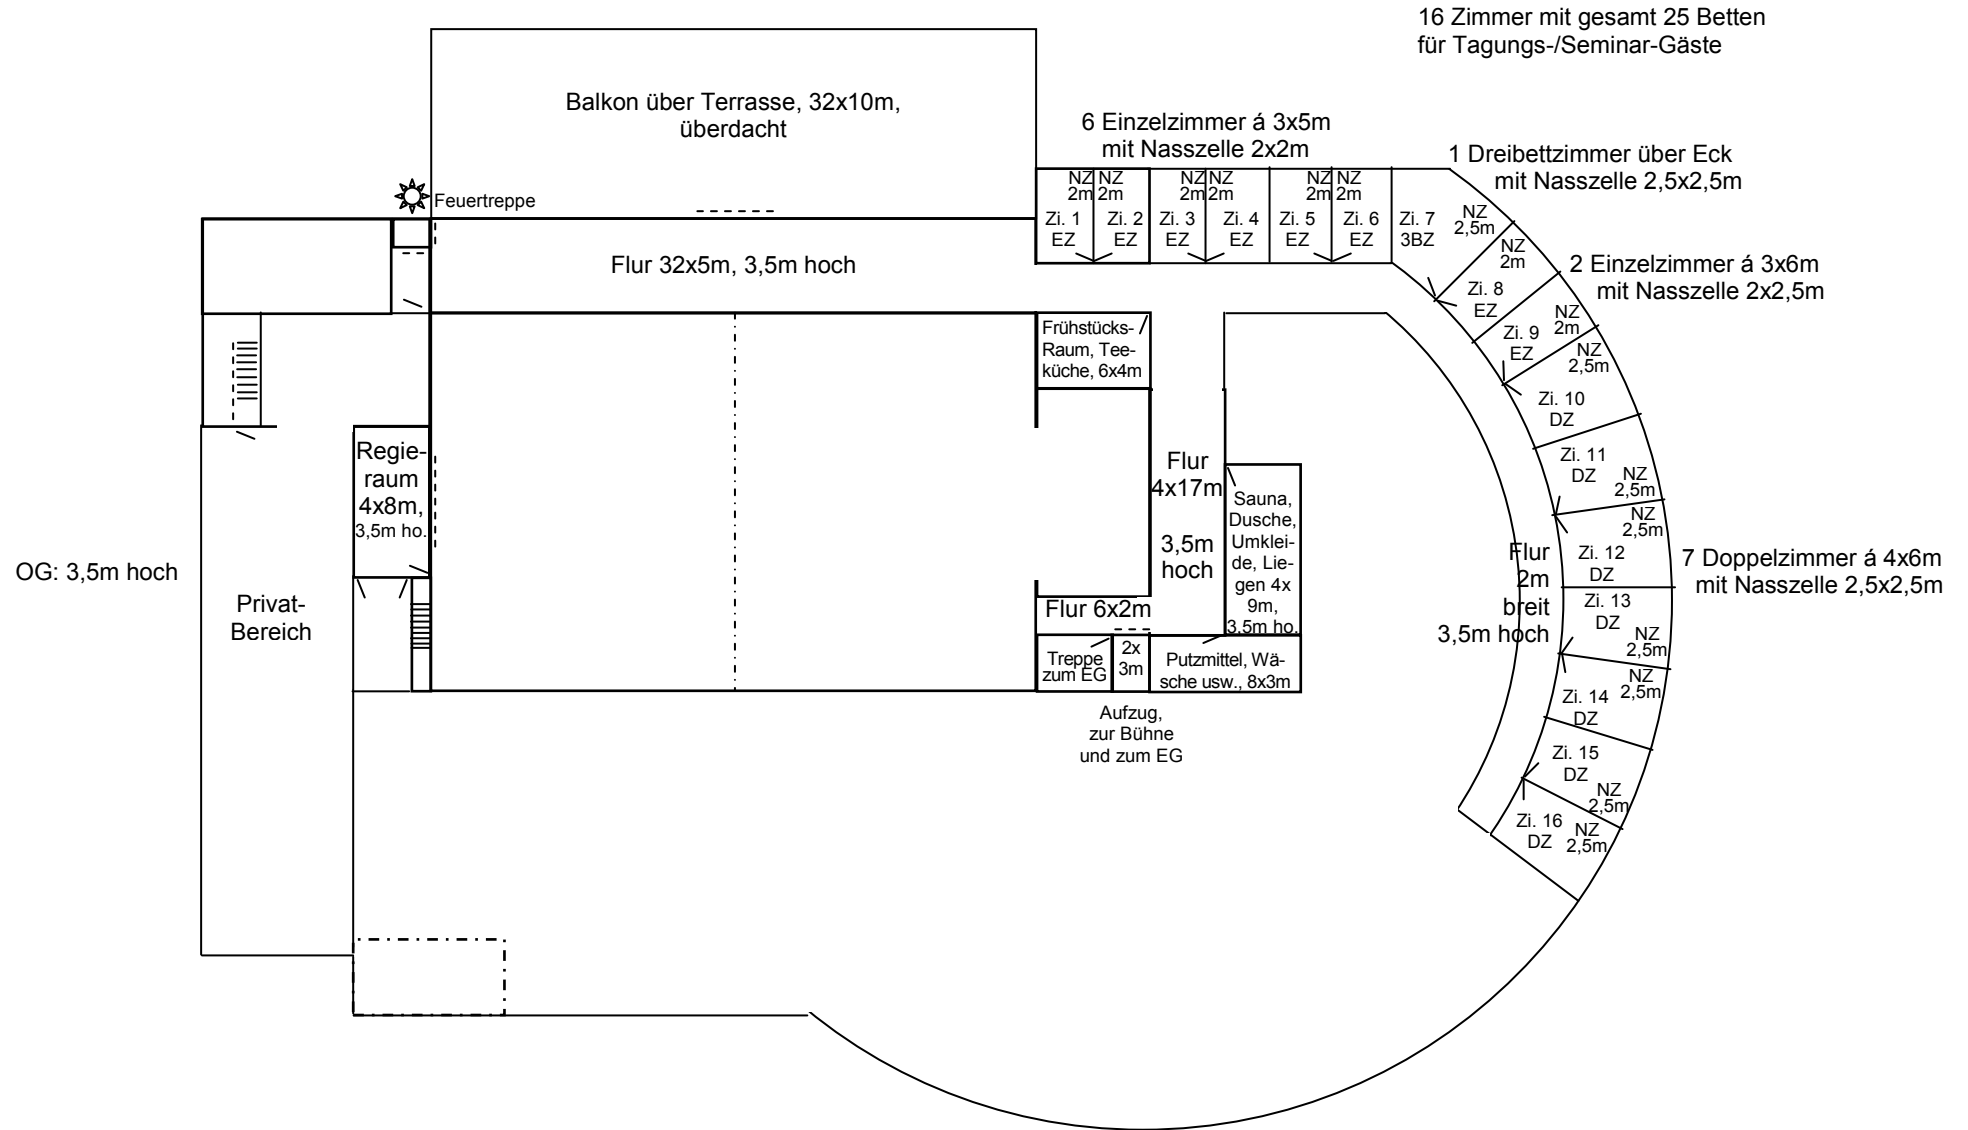 16 Zimmer mit gesamt 25 Betten
für Tagungs-/Seminar-Gäste
Balkon über Terrasse, 32x10m,
überdacht
6 Einzelzimmer á 3x5m
mit Nasszelle 2x2m
1 Dreibettzimmer über Eck
mit Nasszelle 2,5x2,5m
Feuertreppe
NZ
2m
Zi. 1
EZ
NZ
2m
Zi. 2
EZ
NZ
2m
Zi. 3
EZ
NZ
2m
Zi. 4
EZ
NZ
2m
Zi. 5
EZ
NZ
2m
Zi. 6
EZ
Zi. 7
3BZ
NZ
2,5m
NZ
2m
Zi. 8
EZ
2 Einzelzimmer á 3x6m
mit Nasszelle 2x2,5m
Flur 32x5m, 3,5m hoch
NZ
2m
Zi. 9
EZ
NZ
2,5m
Zi. 10
DZ
Frühstücks-
Raum, Tee-
küche, 6x4m
Regie-
raum
4x8m,
3,5m ho.
Flur
4x17m
3,5m
hoch
Zi. 11
DZ
NZ
2,5m
Sauna,
Dusche,
Umklei-
de, Lie-
gen 4x
9m,
3,5m ho.
NZ
2,5m
Zi. 12
DZ
Flur
2m
breit
3,5m hoch
7 Doppelzimmer á 4x6m
mit Nasszelle 2,5x2,5m
OG: 3,5m hoch
Privat-
Bereich
Flur 6x2m
Zi. 13
DZ
NZ
2,5m
Treppe
zum EG
2x
3m
Putzmittel, Wä-
sche usw., 8x3m
NZ
2,5m
Zi. 14
DZ
Aufzug,
zur Bühne
und zum EG
Zi. 15
DZ
NZ
2,5m
Zi. 16
DZ
NZ
2,5m